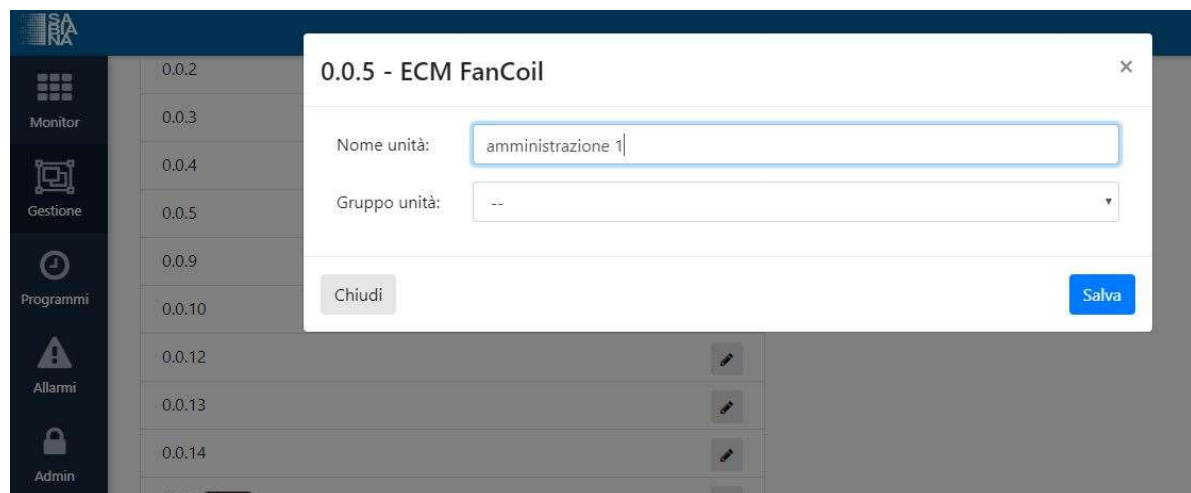 SA
BIA
NA
Monitor
Gestione
Programmi
Allarmi
Admin
0.0.2
0.0.3
0.0.4
0.0.5
0.0.9
0.0.10
0.0.12
0.0.13
0.0.14
0.0.5 - ECM FanCoil
×
Nome unità: amministrazione 1
Gruppo unità: --
Chiudi Salva